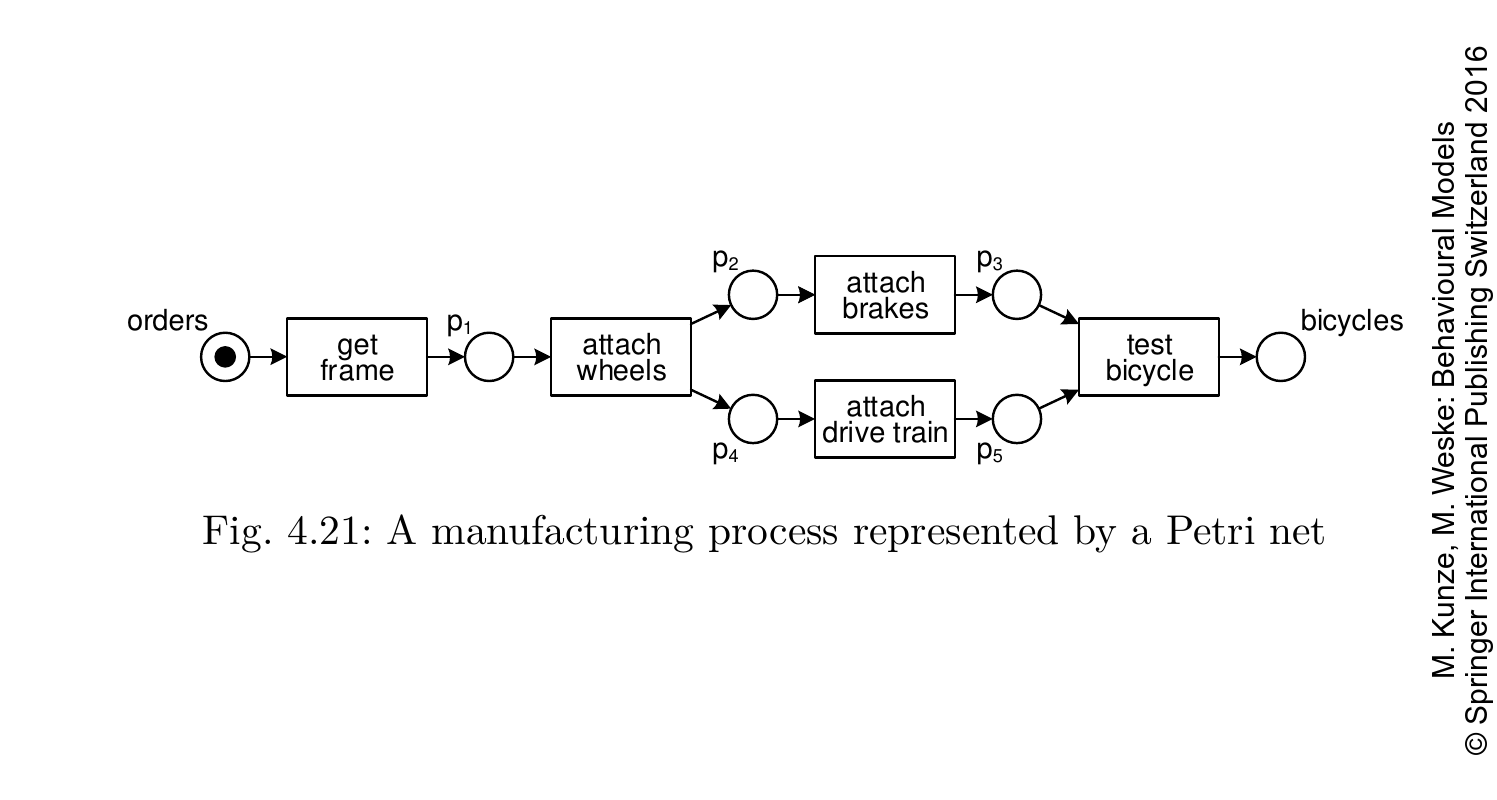 orders
get
frame
p1
attach
wheels
p2
p4
attach
brakes
attach
drive train
p3
p5
test
bicycle
bicycles
Fig. 4.21: A manufacturing process represented by a Petri net
M. Kunze, M. Weske: Behavioural Models
© Springer International Publishing Switzerland 2016